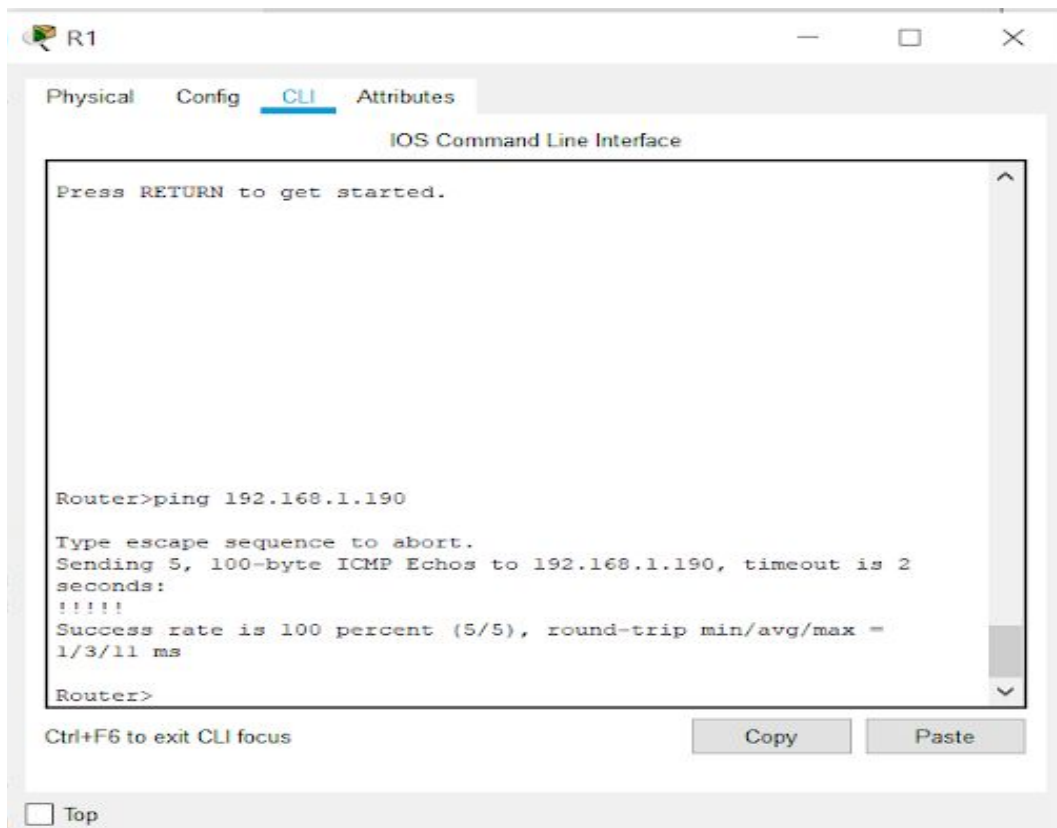 R1
Physical Config CLI Attributes
IOS Command Line Interface
Press RETURN to get started.
Router>ping 192.168.1.190
Type escape sequence to abort.
Sending 5, 100-byte ICMP Echos to 192.168.1.190, timeout is 2
seconds:
!!!!!
Success rate is 100 percent (5/5), round-trip min/avg/max =
1/3/11 ms
Router>
Ctrl+F6 to exit CLI focus
Copy Paste
Top